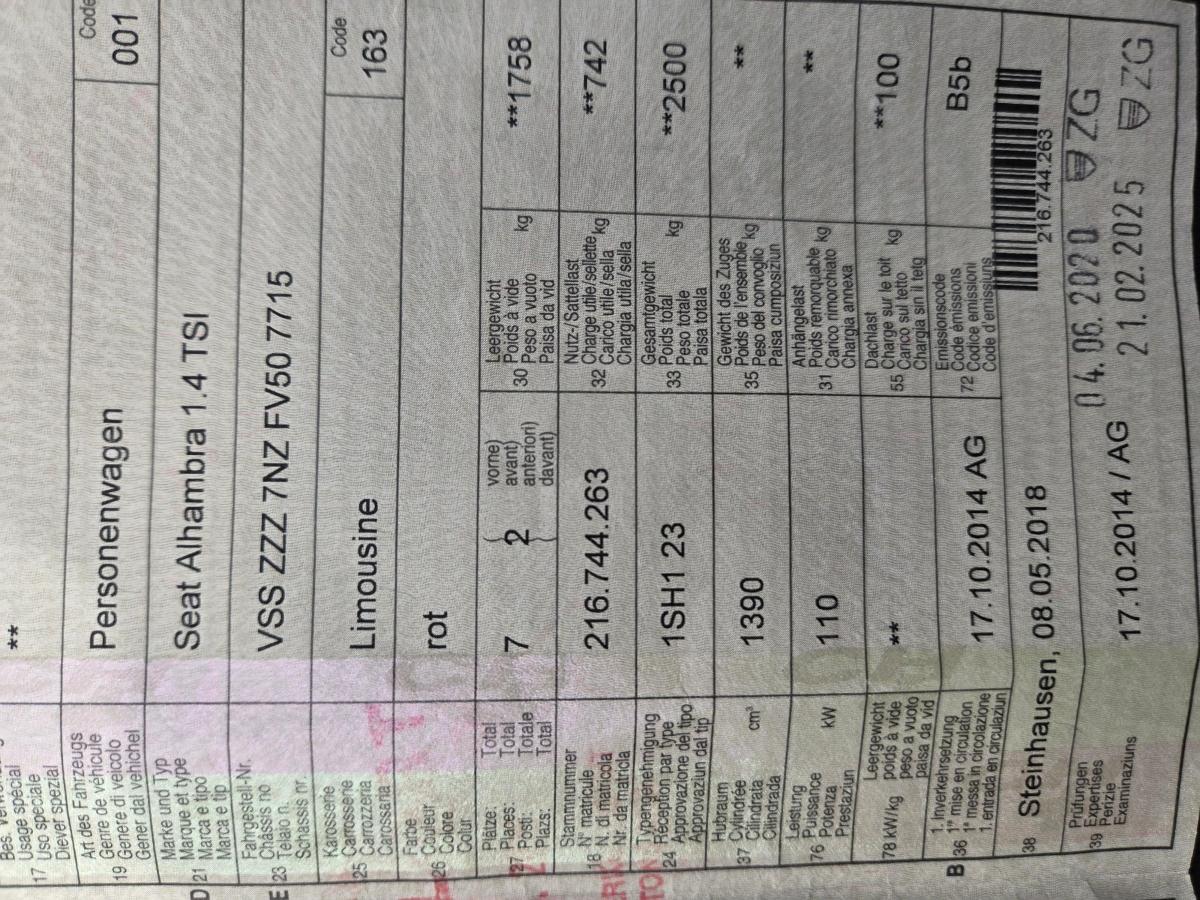 17 Usage special
Uso speciale
Diever spezial
**
Art des Fahrzeugs
Genre de véhicule
19 Genere di veicolo
Gener dal vehichel
Personenwagen
Code
001
Marke und Typ
Marque et type
D 21 Marca e tipo
Marca e tip
Seat Alhambra 1.4 TSI
Fahrgestell-Nr.
Châssis no
E 23 Telaio n.
Schassis nr.
VSS ZZZ 7NZ FV50 7715
Karosserie
Carrosserie
25 Carrozzeria
Carossaria
Limousine
Code
163
Farbe
Couleur
26 Colore
Colur
rot
Plätze: Total
Places: Total
27 Posti: Totale
Plazs: Total
7
2
vorne)
avant)
anteriori)
davant)
Leergewicht
Poids à vide
30 Peso a vuoto
Paisa da vid
kg
**1758
Stammnummer
N° matricule
18 N. di matricola
Nr. da matricla
216.744.263
Nutz-/Sattellast
Charge utile/sellette
32 Carico utile/sella
Chargia utila/sella
kg
**742
Typengenehmigung
Réception par type
24 Approvazione del tipo
Approvaziun dal tip
1SH1 23
Gesamtgewicht
Poids total
33 Peso totale
Paisa totala
kg
**2500
Hubraum
Cylindrée
37 Cilindrata
Cilindrada
cm³
1390
Gewicht des Zuges
Poids de l'ensemble
35 Peso del convoglio
Paisa cumposiziun
kg
**
Leistung
Puissance
76 Potenza
Prestaziun
kW
110
Anhängelast
Poids remorquable
31 Carico rimorchiato
Chargia annexa
kg
**
Leergewicht
poids à vide
78 kW/kg peso a vuoto
paisa da vid
**
Dachlast
Charge sur le toit
55 Carico sul tetto
Chargia sin il tetg
kg
**100
1. Inverkehrsetzung
1re mise en circulation
B 36 1a messa in circolazione
1. entrada en circulaziun
17.10.2014 AG
Emissionscode
Code émissions
72 Codice emissioni
Code d'emissiuns
B5b
38 Steinhausen, 08.05.2018
216.744.263
Prüfungen
Expertises
39 Perizie
Examinaziuns
17.10.2014 / AG
04.06.2020 ZG
21.02.2025 ZG